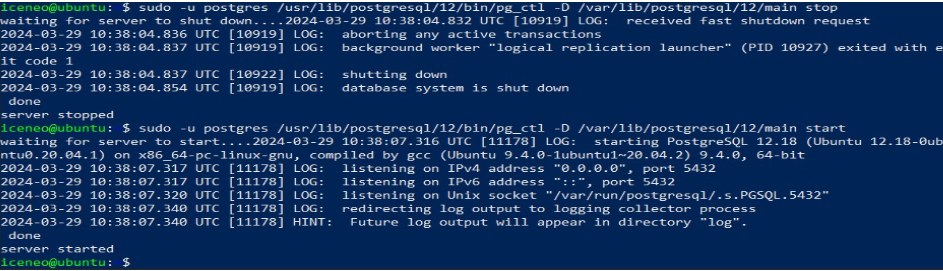 iceneo@ubuntu: $ sudo -u postgres /usr/lib/postgresql/12/bin/pg_ctl -D /var/lib/postgresql/12/main stop
waiting for server to shut down....2024-03-29 10:38:04.832 UTC [10919] LOG:  received fast shutdown request
2024-03-29 10:38:04.836 UTC [10919] LOG:  aborting any active transactions
2024-03-29 10:38:04.837 UTC [10919] LOG:  background worker "logical replication launcher" (PID 10927) exited with e
it code 1
2024-03-29 10:38:04.837 UTC [10922] LOG:  shutting down
2024-03-29 10:38:04.854 UTC [10919] LOG:  database system is shut down
 done
server stopped
iceneo@ubuntu: $ sudo -u postgres /usr/lib/postgresql/12/bin/pg_ctl -D /var/lib/postgresql/12/main start
waiting for server to start....2024-03-29 10:38:07.316 UTC [11178] LOG:  starting PostgreSQL 12.18 (Ubuntu 12.18-0ub
ntu0.20.04.1) on x86_64-pc-linux-gnu, compiled by gcc (Ubuntu 9.4.0-1ubuntu1~20.04.2) 9.4.0, 64-bit
2024-03-29 10:38:07.317 UTC [11178] LOG:  listening on IPv4 address "0.0.0.0", port 5432
2024-03-29 10:38:07.317 UTC [11178] LOG:  listening on IPv6 address "::", port 5432
2024-03-29 10:38:07.320 UTC [11178] LOG:  listening on Unix socket "/var/run/postgresql/.s.PGSQL.5432"
2024-03-29 10:38:07.340 UTC [11178] LOG:  redirecting log output to logging collector process
2024-03-29 10:38:07.340 UTC [11178] HINT:  Future log output will appear in directory "log".
 done
server started
iceneo@ubuntu: $